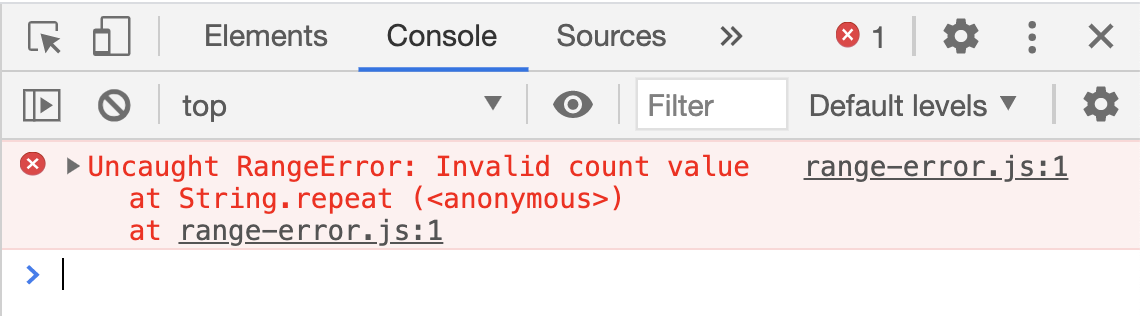 Elements Console Sources » 1
top Filter Default levels ▼
Uncaught RangeError: Invalid count value range-error.js:1
at String.repeat (<anonymous>)
at range-error.js:1